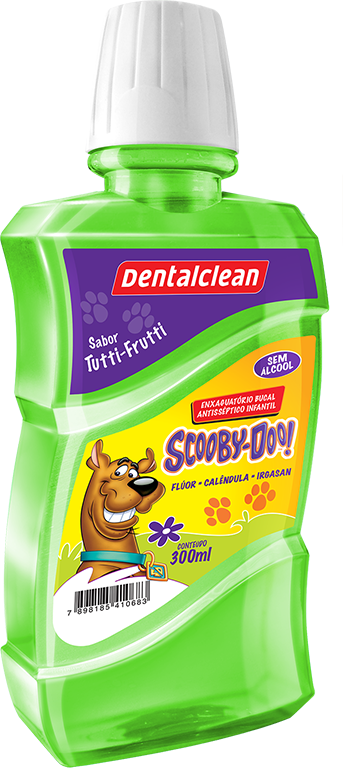 Dentalclean
Sabor
Tutti-Frutti
SEM
ÁLCOOL
ENXAGUATÓRIO BUCAL
ANTISSÉPTICO INFANTIL
SCOOBY-DOO!
FLÚOR • CALÊNDULA • IRGASAN
CONTEUDO
300ml
7 898185 410683